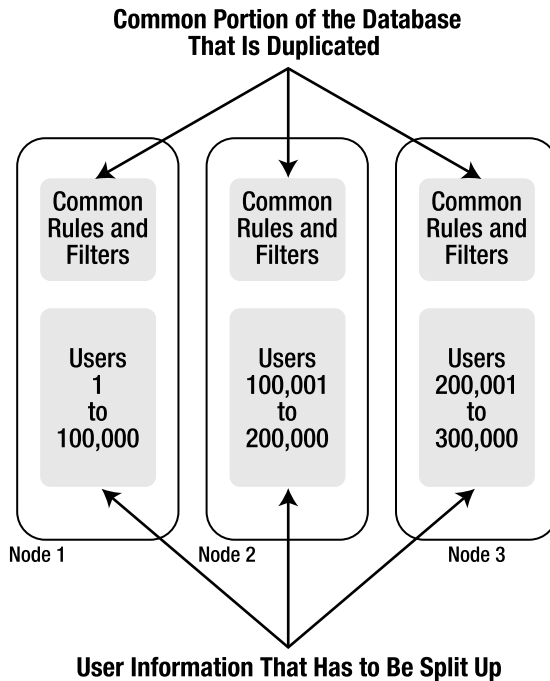 Common Portion of the Database
That Is Duplicated
Common
Rules and
Filters
Common
Rules and
Filters
Common
Rules and
Filters
Users
1
to
100,000
Users
100,001
to
200,000
Users
200,001
to
300,000
Node 1
Node 2
Node 3
User Information That Has to Be Split Up